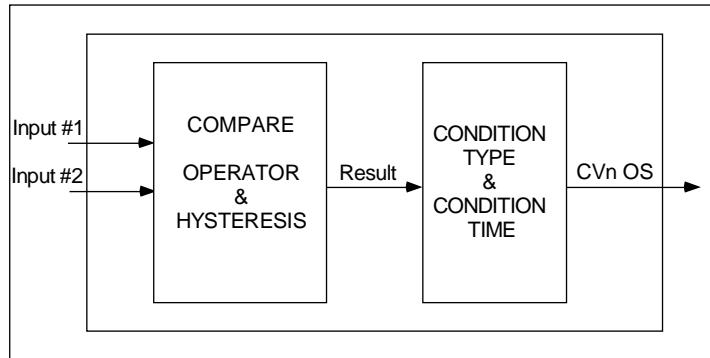 Input #1
Input #2
COMPARE
OPERATOR
&
HYSTERESIS
Result
CONDITION
TYPE
&
CONDITION
TIME
CVn OS